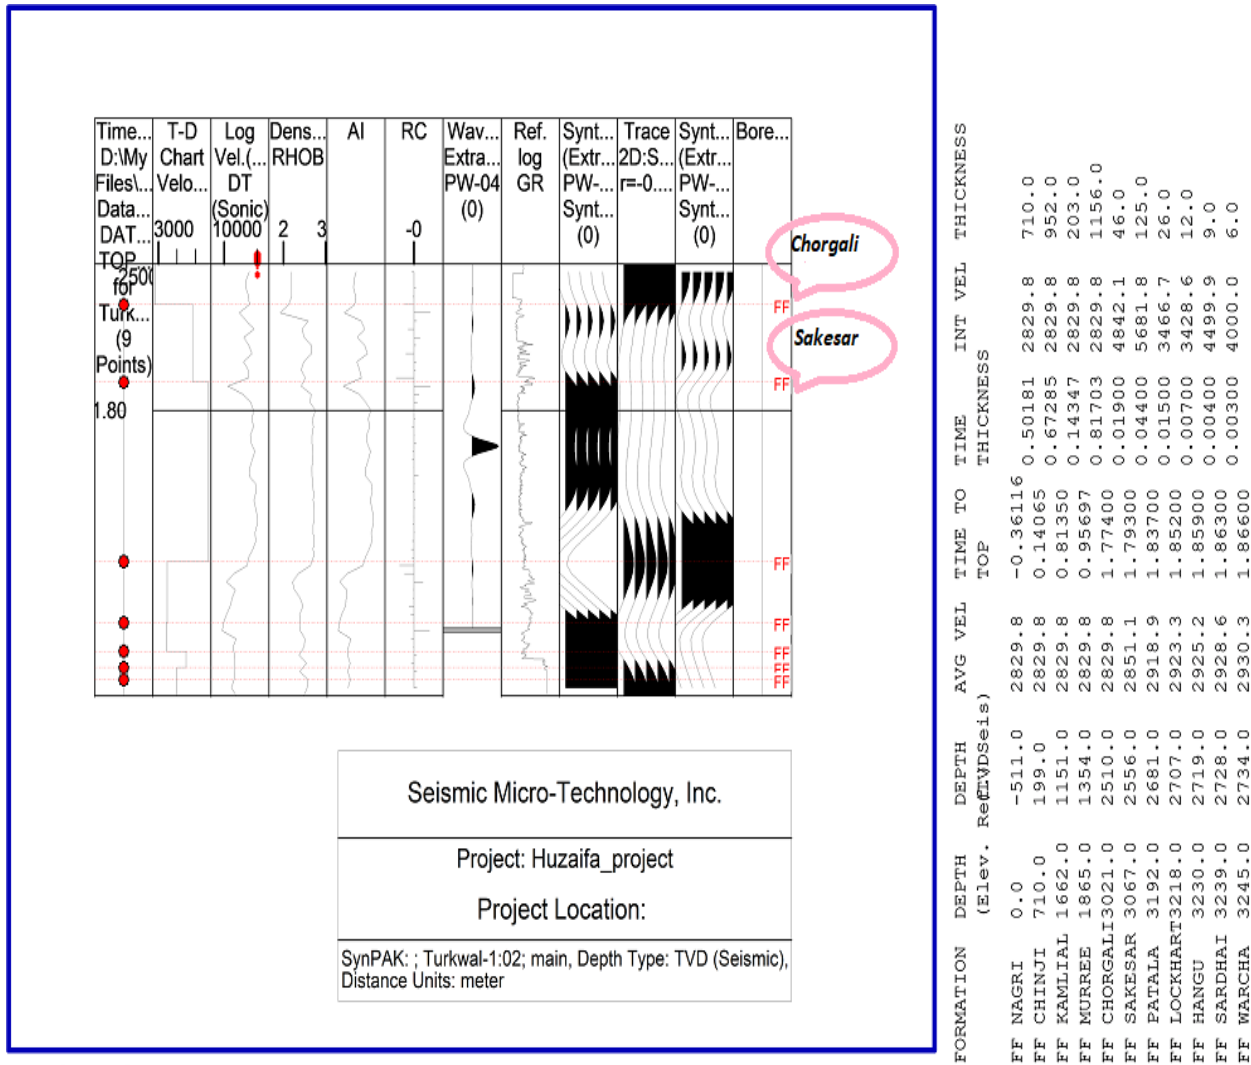 Time...
D:\My
Files\...
Data...
DAT...
TOP
for
Turk...
(9
Points)
T-D
Chart
Velo...
3000
Log
Vel.(...
DT
(Sonic)
10000
Dens...
RHOB
2 3
AI
RC
-0
Wav...
Extra...
PW-04
(0)
Ref.
log
GR
Synt...
(Extr...
PW-...
Synt...
(0)
Trace
2D:S...
r=-0....
Synt...
(Extr...
PW-...
Synt...
(0)
Bore...
1.80
Chorgali
Sakesar
FF
FF
FF
FF
FF
FF
FF
Seismic Micro-Technology, Inc.
Project: Huzaifa_project
Project Location:
SynPAK: ; Turkwal-1:02; main, Depth Type: TVD (Seismic),
Distance Units: meter
FORMATION DEPTH DEPTH AVG VEL TIME TO TIME INT VEL THICKNESS
(Elev. Ref) TVDSeis) TOP THICKNESS
FF NAGRI 0.0 -511.0 2829.8 -0.36116 0.50181 2829.8 710.0
FF CHINJI 710.0 199.0 2829.8 0.14065 0.67285 2829.8 952.0
FF KAMLIAL 1662.0 1151.0 2829.8 0.81350 0.14347 2829.8 203.0
FF MURREE 1865.0 1354.0 2829.8 0.95697 0.81703 2829.8 1156.0
FF CHORGALI3021.0 2510.0 2829.8 1.77400 0.01900 4842.1 46.0
FF SAKESAR 3067.0 2556.0 2851.1 1.79300 0.04400 5681.8 125.0
FF PATALA 3192.0 2681.0 2918.9 1.83700 0.01500 3466.7 26.0
FF LOCKHART3218.0 2707.0 2923.3 1.85200 0.00700 3428.6 12.0
FF HANGU 3230.0 2719.0 2925.2 1.85900 0.00400 4499.9 9.0
FF SARDHAI 3239.0 2728.0 2928.6 1.86300 0.00300 4000.0 6.0
FF WARCHA 3245.0 2734.0 2930.3 1.86600